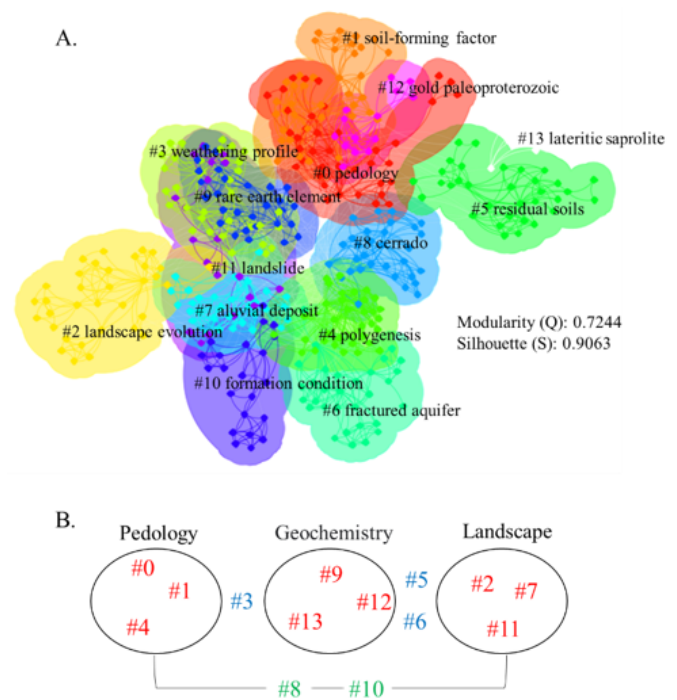 A.
#1 soil-forming factor
#12 gold paleoproterozoic
#13 lateritic saprolite
#3 weathering profile
#0 pedology
#9 rare earth element
#5 residual soils
#8 cerrado
#11 landslide
#7 aluvial deposit
#2 landscape evolution
#4 polygenesis
Modularity (Q): 0.7244
Silhouette (S): 0.9063
#10 formation condition
#6 fractured aquifer
B.
Pedology Geochemistry Landscape
#0
#1
#4
#3
#9
#12
#13
#5
#6
#2
#7
#11
#8 #10